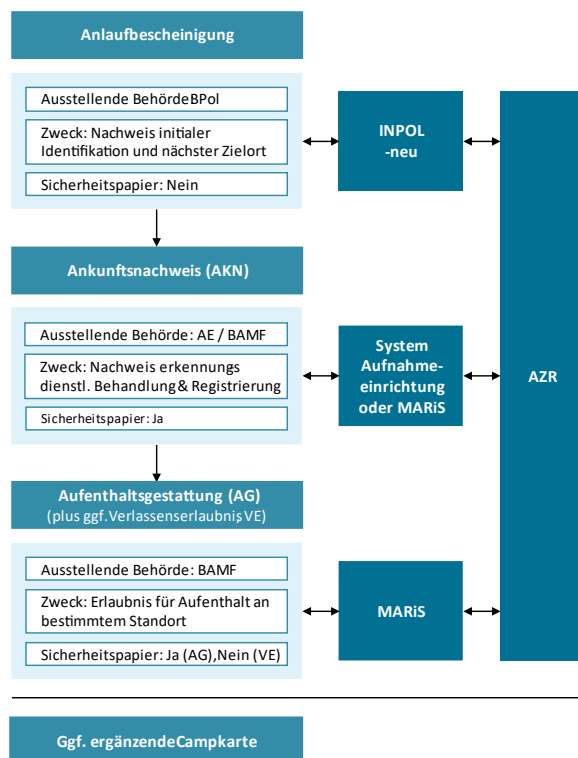 Anlaufbescheinigung
Ausstellende BehördeBPol
Zweck: Nachweis initialer
Identifikation und nächster Zielort
Sicherheitspapier: Nein
INPOL
-neu
Ankunftsnachweis (AKN)
Ausstellende Behörde: AE / BAMF
Zweck: Nachweis erkennungs
dienstl. Behandlung & Registrierung
Sicherheitspapier: Ja
System
Aufnahme-
einrichtung
oder MARiS
AZR
Aufenthaltsgestattung (AG)
(plus ggf. Verlassenserlaubnis, VE)
Ausstellende Behörde: BAMF
Zweck: Erlaubnis für Aufenthalt an
bestimmtem Standort
Sicherheitspapier: Ja (AG), Nein (VE)
MARiS
Ggf. ergänzendeCampkarte